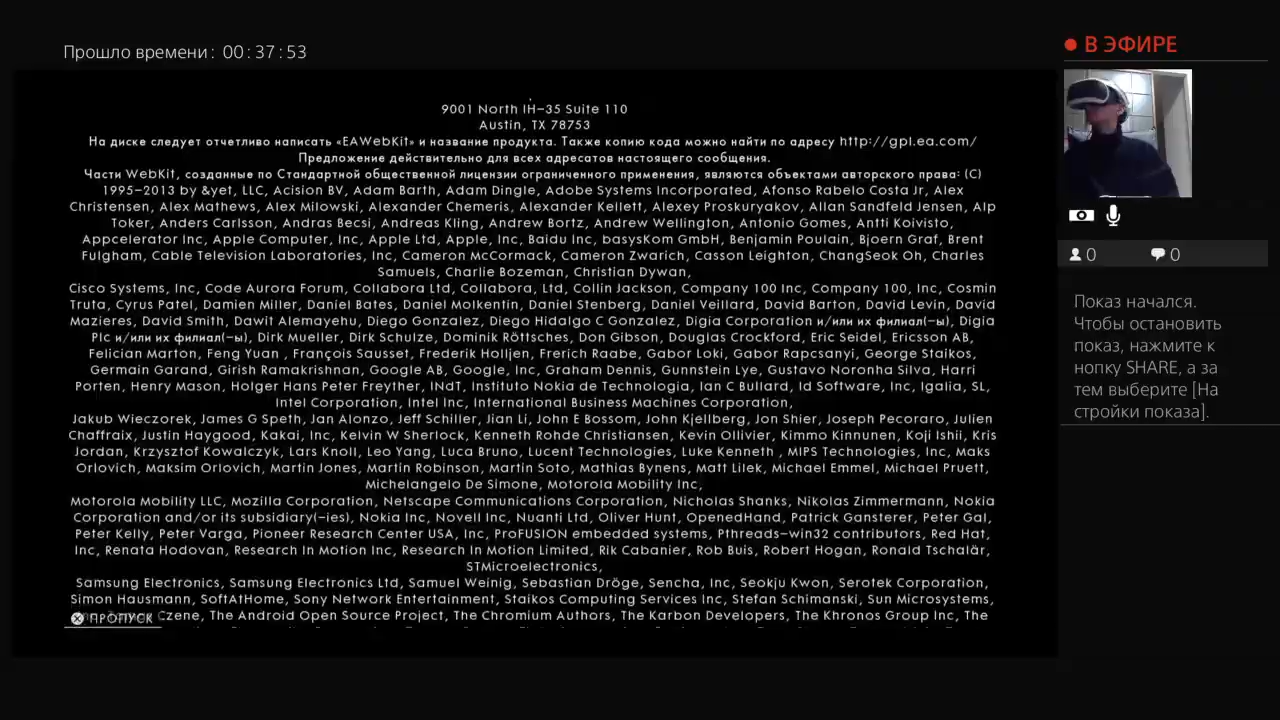 Прошло времени: 00:37:53
В ЭФИРЕ
9001 North IH-35 Suite 110
Austin, TX 78753
На диске следует отчетливо написать «EAWebKit» и название продукта. Также копию кода можно найти по адресу http://gpl.ea.com/
Предложение действительно для всех адресатов настоящего сообщения.
Части WebKit, созданные по Стандартной общественной лицензии ограниченного применения, являются объектами авторского права: (C)
1995-2013 by &yet, LLC, Acision BV, Adam Barth, Adam Dingle, Adobe Systems Incorporated, Afonso Rabelo Costa Jr, Alex
Christensen, Alex Mathews, Alex Milowski, Alexander Chemeris, Alexander Kellett, Alexey Proskuryakov, Allan Sandfeld Jensen, Alp
Toker, Anders Carlsson, Andras Becsi, Andreas Kling, Andrew Bortz, Andrew Wellington, Antonio Gomes, Antti Koivisto,
Appcelerator Inc, Apple Computer, Inc, Apple Ltd, Apple, Inc, Baidu Inc, basysKom GmbH, Benjamin Poulain, Bjoern Graf, Brent
Fulgham, Cable Television Laboratories, Inc, Cameron McCormack, Cameron Zwarich, Casson Leighton, ChangSeok Oh, Charles
Samuels, Charlie Bozeman, Christian Dywan,
Cisco Systems, Inc, Code Aurora Forum, Collabora Ltd, Collabora, Ltd, Collin Jackson, Company 100 Inc, Company 100, Inc, Cosmin
Truta, Cyrus Patel, Damien Miller, Daniel Bates, Daniel Molkentin, Daniel Stenberg, Daniel Veillard, David Barton, David Levin, David
Mazieres, David Smith, Dawit Alemayehu, Diego Gonzalez, Diego Hidalgo C Gonzalez, Digia Corporation и/или их филиал(-ы), Digia
Plc и/или их филиал(-ы), Dirk Mueller, Dirk Schulze, Dominik Röttsches, Don Gibson, Douglas Crockford, Eric Seidel, Ericsson AB,
Felician Marton, Feng Yuan , François Sausset, Frederik Holljen, Frerich Raabe, Gabor Loki, Gabor Rapcsanyi, George Staikos,
Germain Garand, Girish Ramakrishnan, Google AB, Google, Inc, Graham Dennis, Gunnstein Lye, Gustavo Noronha Silva, Harri
Porten, Henry Mason, Holger Hans Peter Freyther, INdT, Instituto Nokia de Technologia, Ian C Bullard, Id Software, Inc, Igalia, SL,
Intel Corporation, Intel Inc, International Business Machines Corporation,
Jakub Wieczorek, James G Speth, Jan Alonzo, Jeff Schiller, Jian Li, John E Bossom, John Kjellberg, Jon Shier, Joseph Pecoraro, Julien
Chaffraix, Justin Haygood, Kakai, Inc, Kelvin W Sherlock, Kenneth Rohde Christiansen, Kevin Ollivier, Kimmo Kinnunen, Koji Ishii, Kris
Jordan, Krzysztof Kowalczyk, Lars Knoll, Leo Yang, Luca Bruno, Lucent Technologies, Luke Kenneth , MIPS Technologies, Inc, Maks
Orlovich, Maksim Orlovich, Martin Jones, Martin Robinson, Martin Soto, Mathias Bynens, Matt Lilek, Michael Emmel, Michael Pruett,
Michelangelo De Simone, Motorola Mobility Inc,
Motorola Mobility LLC, Mozilla Corporation, Netscape Communications Corporation, Nicholas Shanks, Nikolas Zimmermann, Nokia
Corporation and/or its subsidiary(-ies), Nokia Inc, Novell Inc, Nuanti Ltd, Oliver Hunt, OpenedHand, Patrick Gansterer, Peter Gal,
Peter Kelly, Peter Varga, Pioneer Research Center USA, Inc, ProFUSION embedded systems, Pthreads-win32 contributors, Red Hat,
Inc, Renata Hodovan, Research In Motion Inc, Research In Motion Limited, Rik Cabanier, Rob Buis, Robert Hogan, Ronald Tschalär,
STMicroelectronics,
Samsung Electronics, Samsung Electronics Ltd, Samuel Weinig, Sebastian Dröge, Sencha, Inc, Seokju Kwon, Serotek Corporation,
Simon Hausmann, SoftAtHome, Sony Network Entertainment, Staikos Computing Services Inc, Stefan Schimanski, Sun Microsystems,
Czene, The Android Open Source Project, The Chromium Authors, The Karbon Developers, The Khronos Group Inc, The
ПРОПУСК
0
0
Показ начался.
Чтобы остановить
показ, нажмите к
нопку SHARE, а за
тем выберите [На
стройки показа].